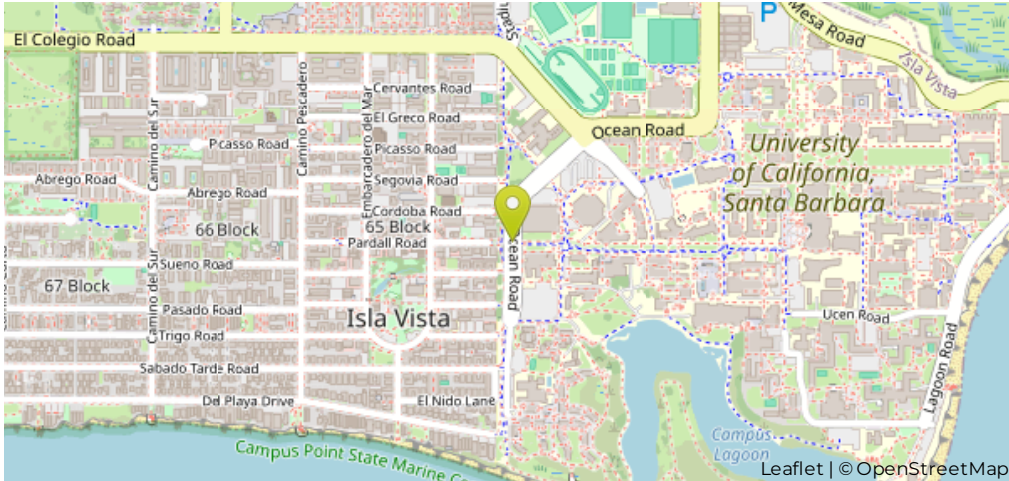 P
El Colegio Road
Stadiu
Mesa Road
Isla Vista
Cervantes Road
El Greco Road
Ocean Road
Camino del Sur
Camino Pescadero
Embarcadero del Mar
Picasso Road
Picasso Road
University
of California,
Santa Barbara
Abrego Road
Abrego Road
Segovia Road
Cordoba Road
65 Block
66 Block
Pardall Road
Ocean Road
Sueno Road
Camino del Sur
67 Block
Pasado Road
Isla Vista
Ucen Road
Trigo Road
Sabado Tarde Road
Lagoon Road
Del Playa Drive
El Nido Lane
Campus
Lagoon
Campus Point State Marine Co
Leaflet | © OpenStreetMap